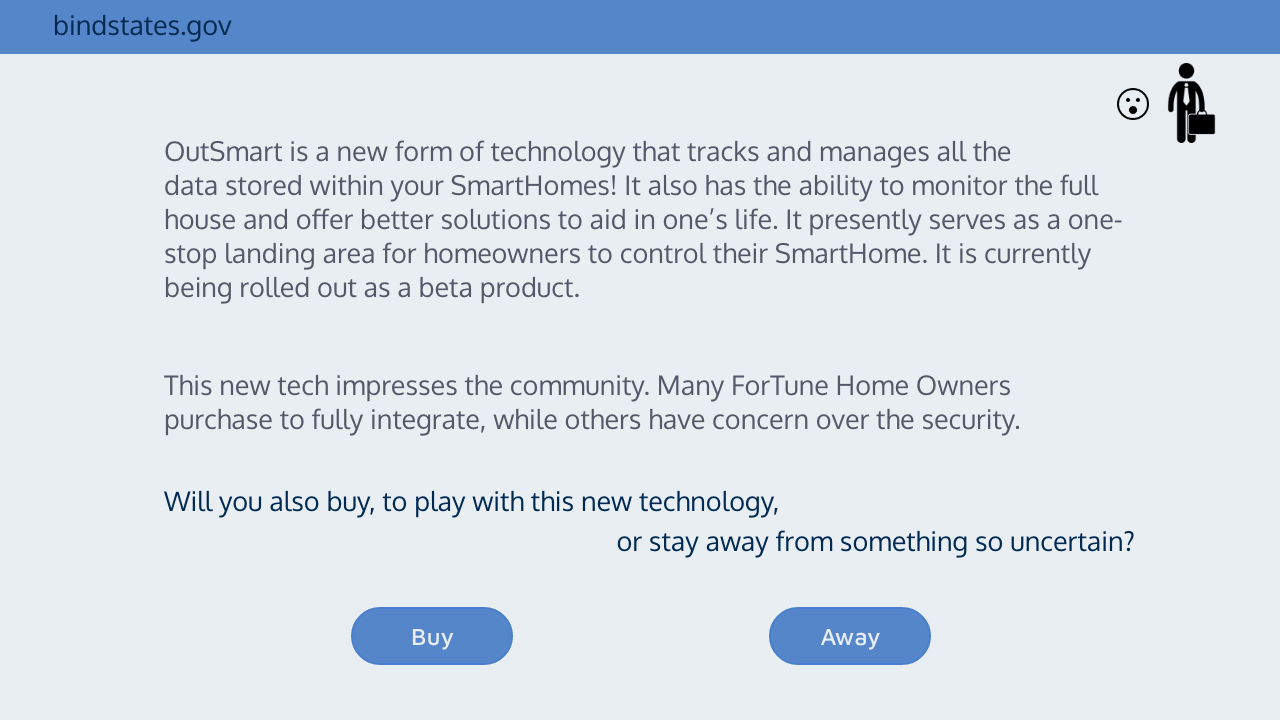 bindstates.gov
OutSmart is a new form of technology that tracks and manages all the
data stored within your SmartHomes! It also has the ability to monitor the full
house and offer better solutions to aid in one’s life. It presently serves as a one-
stop landing area for homeowners to control their SmartHome. It is currently
being rolled out as a beta product.
This new tech impresses the community. Many ForTune Home Owners
purchase to fully integrate, while others have concern over the security.
Will you also buy, to play with this new technology,
or stay away from something so uncertain?
Buy
Away